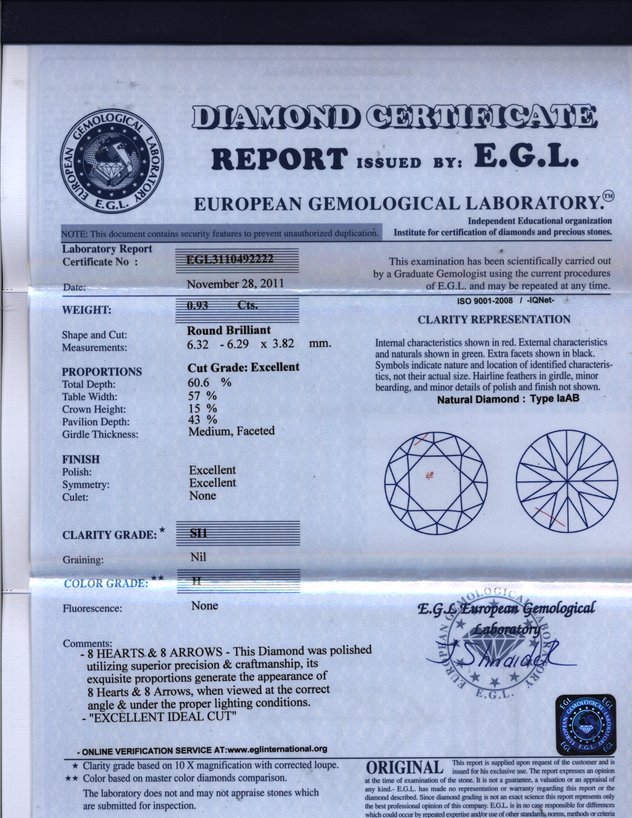 EUROPEAN GEMOLOGICAL LABORATORY
E.G.L.
DIAMOND CERTIFICATE
REPORT ISSUED BY: E.G.L.
EUROPEAN GEMOLOGICAL LABORATORY.™
Independent Educational organization
Institute for certification of diamonds and precious stones.
NOTE: This document contains security features to prevent unauthorized duplication.
Laboratory Report
Certificate No : EGL3110492222
Date: November 28, 2011
This examination has been scientifically carried out
by a Graduate Gemologist using the current procedures
of E.G.L. and may be repeated at any time.
ISO 9001-2008 / -IQNet-
WEIGHT: 0.93 Cts.
Shape and Cut: Round Brilliant
Measurements: 6.32 - 6.29 x 3.82 mm.
PROPORTIONS Cut Grade: Excellent
Total Depth: 60.6 %
Table Width: 57 %
Crown Height: 15 %
Pavilion Depth: 43 %
Girdle Thickness: Medium, Faceted
FINISH
Polish: Excellent
Symmetry: Excellent
Culet: None
CLARITY GRADE:* SI1
Graining: Nil
COLOR GRADE:** H
Fluorescence: None
CLARITY REPRESENTATION
Internal characteristics shown in red. External characteristics
and naturals shown in green. Extra facets shown in black.
Symbols indicate nature and location of identified characteris-
tics, not their actual size. Hairline feathers in girdle, minor
bearding, and minor details of polish and finish not shown.
Natural Diamond : Type IaAB
E.G.L European Gemological
Laboratory
EUROPEAN GEMOLOGICAL LABORATORY
E.G.L.
Comments:
- 8 HEARTS & 8 ARROWS - This Diamond was polished
utilizing superior precision & craftmanship, its
exquisite proportions generate the appearance of
8 Hearts & 8 Arrows, when viewed at the correct
angle & under the proper lighting conditions.
- "EXCELLENT IDEAL CUT"
- ONLINE VERIFICATION SERVICE AT:www.eglinternational.org
★ Clarity grade based on 10 X magnification with corrected loupe.
★★ Color based on master color diamonds comparison.
The laboratory does not and may not appraise stones which
are submitted for inspection.
EGL
EGL
E.G.L.
EGL
EGL
ORIGINAL This report is supplied upon request of the customer and is
issued for his exclusive use. The report expresses an opinion
at the time of examination of the stone. It is not a guarantee, a valuation or an appraisal of
any kind.- E.G.L. has made no representation or warranty regarding this report or the
diamond described. Since diamond grading is not an exact science this report represents only
the best professional opinion of this company. E.G.L. is in no case responsible for differences
which could occur by repeated expertise and/or use of other standards, norms, methods or criteria